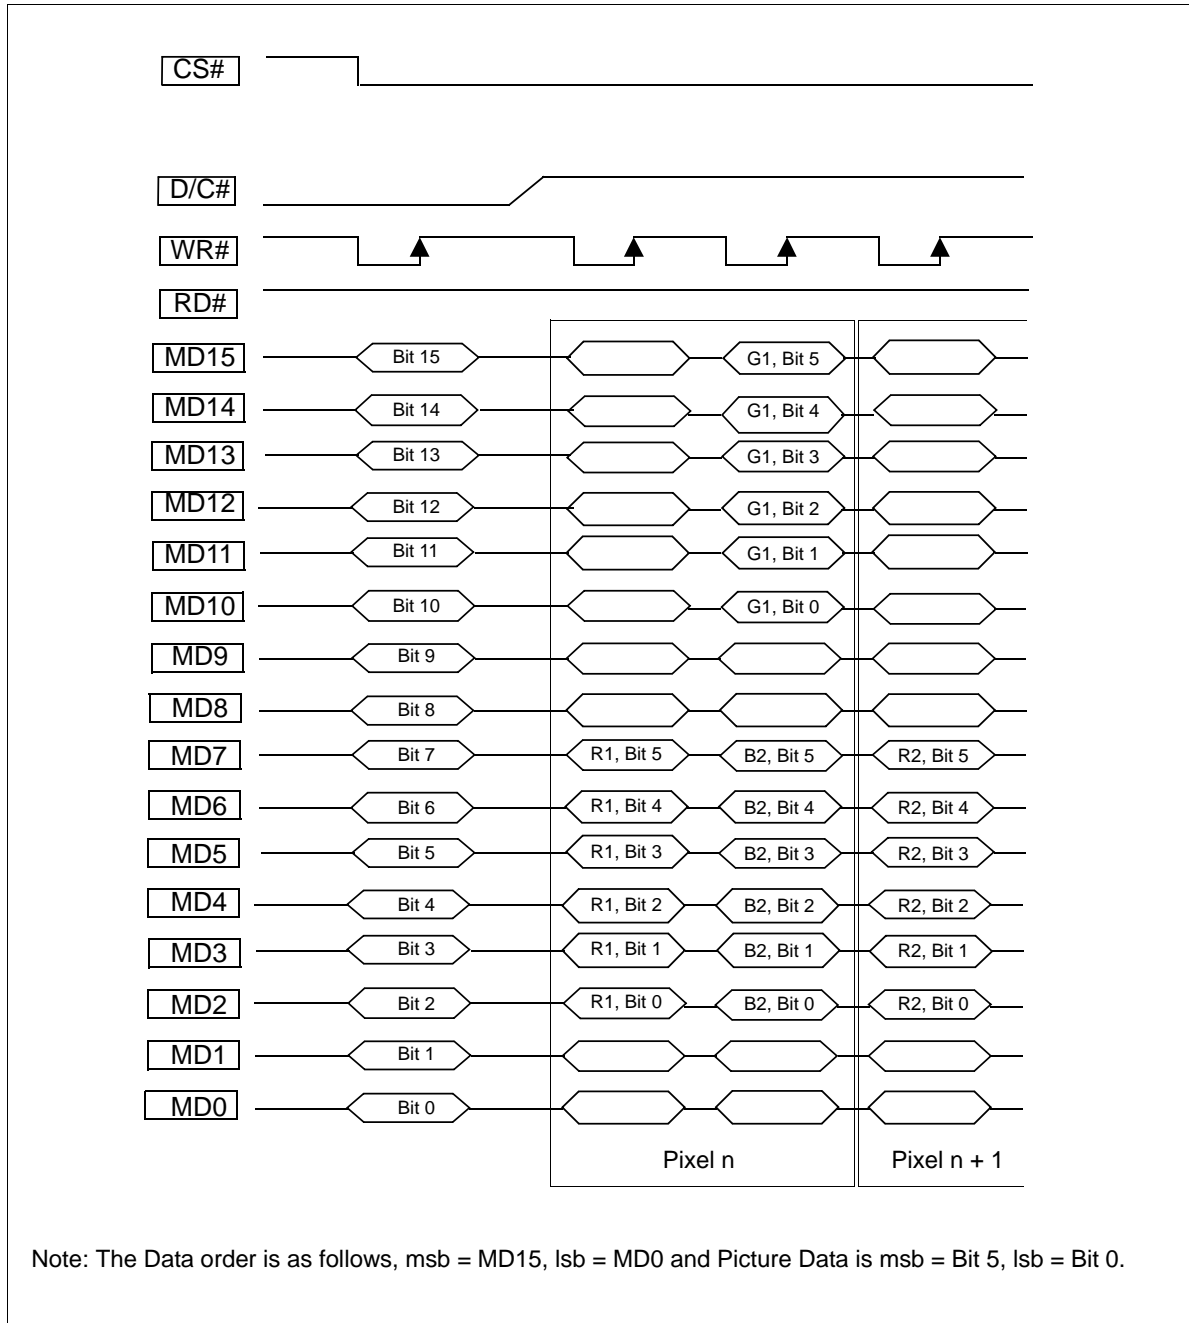 CS#
D/C#
WR#
RD#
MD15 Bit 15 G1, Bit 5
MD14 Bit 14 G1, Bit 4
MD13 Bit 13 G1, Bit 3
MD12 Bit 12 G1, Bit 2
MD11 Bit 11 G1, Bit 1
MD10 Bit 10 G1, Bit 0
MD9 Bit 9
MD8 Bit 8
MD7 Bit 7 R1, Bit 5 B2, Bit 5 R2, Bit 5
MD6 Bit 6 R1, Bit 4 B2, Bit 4 R2, Bit 4
MD5 Bit 5 R1, Bit 3 B2, Bit 3 R2, Bit 3
MD4 Bit 4 R1, Bit 2 B2, Bit 2 R2, Bit 2
MD3 Bit 3 R1, Bit 1 B2, Bit 1 R2, Bit 1
MD2 Bit 2 R1, Bit 0 B2, Bit 0 R2, Bit 0
MD1 Bit 1
MD0 Bit 0
Pixel n Pixel n + 1
Note: The Data order is as follows, msb = MD15, lsb = MD0 and Picture Data is msb = Bit 5, lsb = Bit 0.